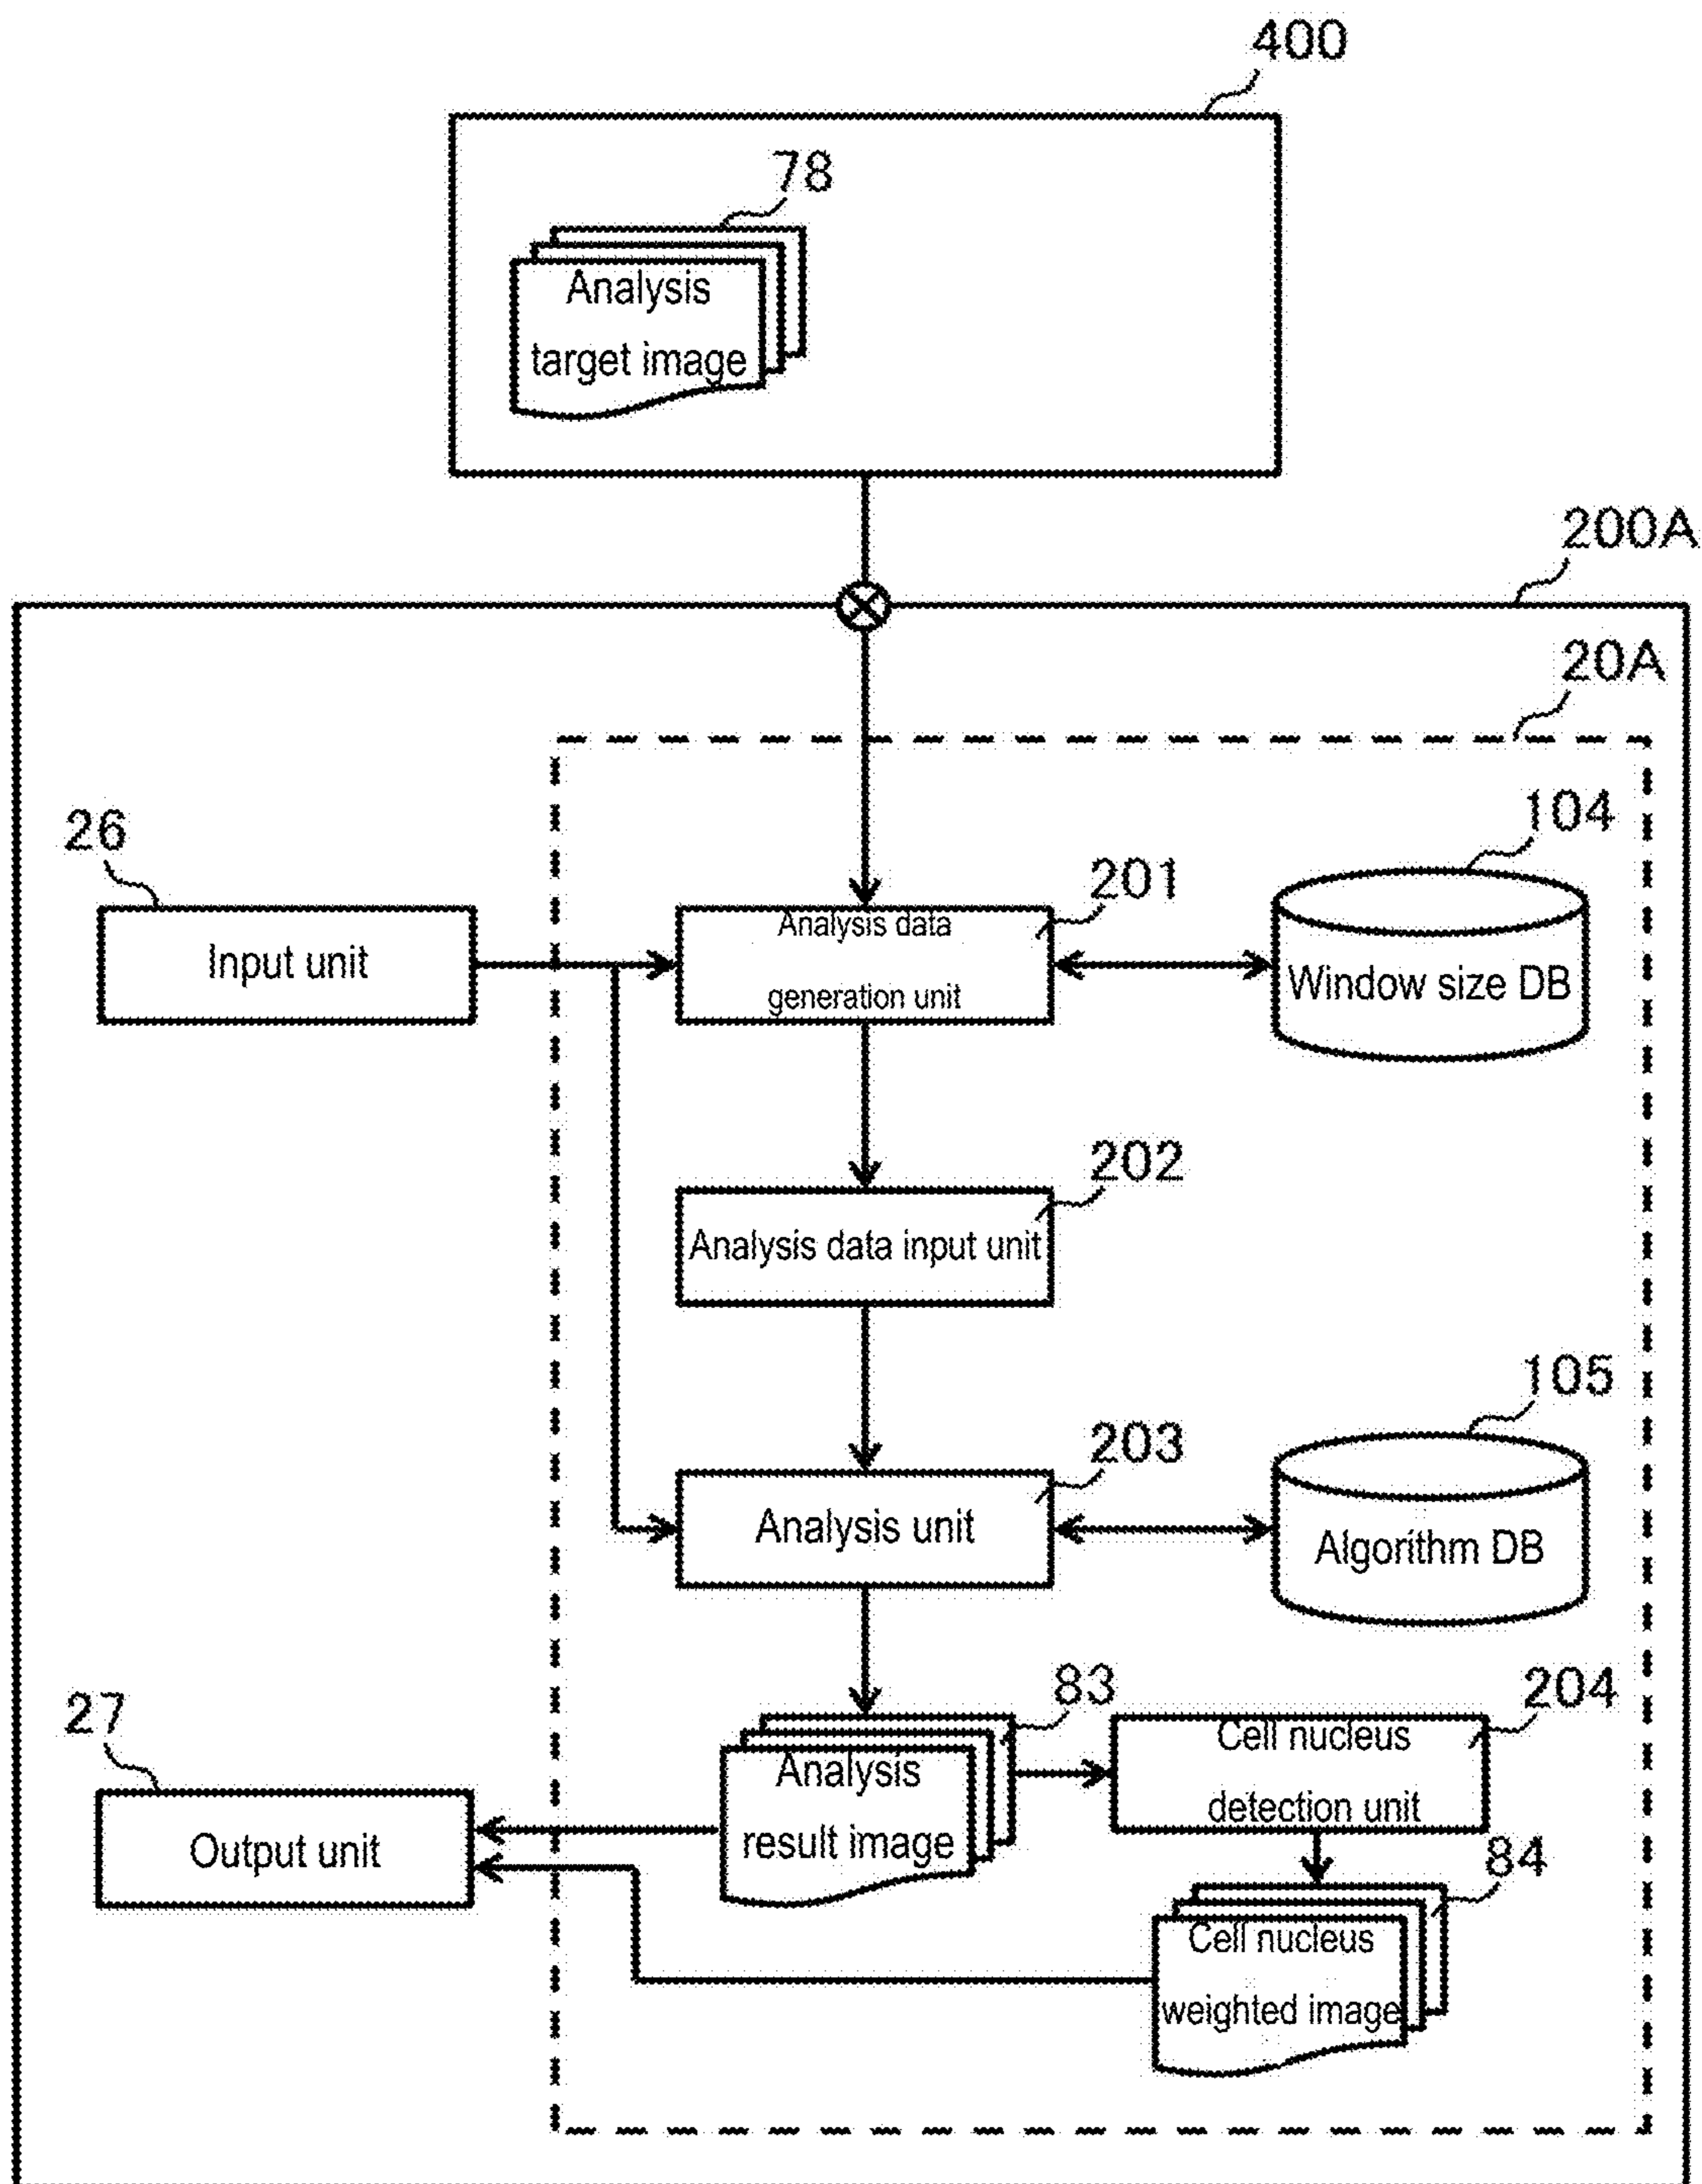 400
78
Analysis
target image
200A
20A
26
Input unit
201
Analysis data
generation unit
104
Window size DB
202
Analysis data input unit
203
Analysis unit
105
Algorithm DB
83
Analysis
result image
204
Cell nucleus
detection unit
27
Output unit
84
Cell nucleus
weighted image